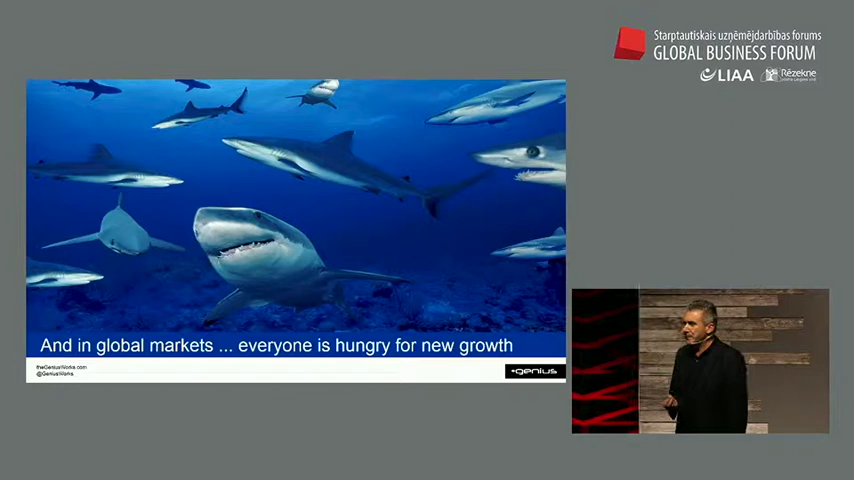 Starptautiskais uzņēmējdarbības forums
GLOBAL BUSINESS FORUM
LIAA
Rēzekne
And in global markets ... everyone is hungry for new growth
theGeniusWorks.com
@GeniusWorks
genius